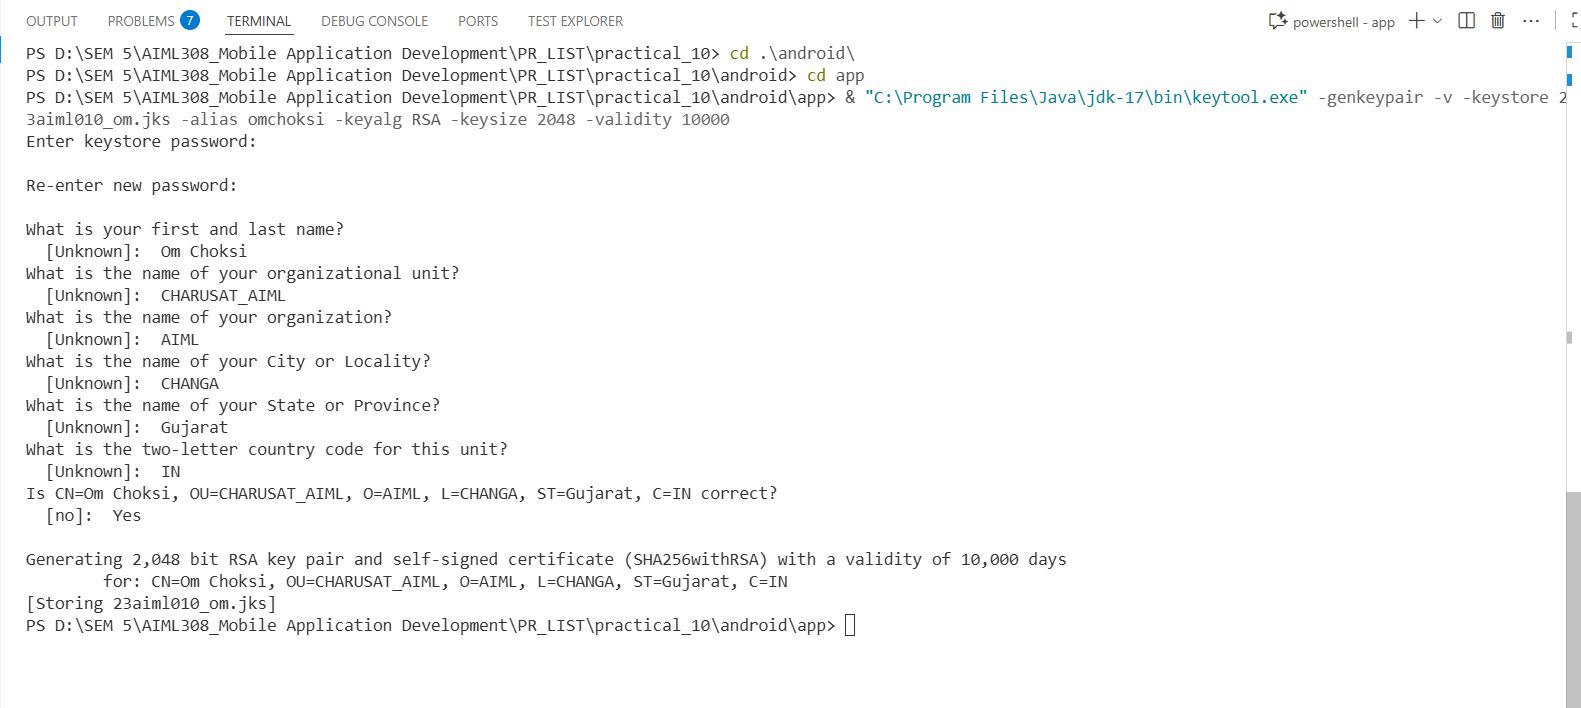 OUTPUT PROBLEMS 7 TERMINAL DEBUG CONSOLE PORTS TEST EXPLORER powershell - app
PS D:\SEM 5\AIML308_Mobile Application Development\PR_LIST\practical_10> cd .\android\
PS D:\SEM 5\AIML308_Mobile Application Development\PR_LIST\practical_10\android> cd app
PS D:\SEM 5\AIML308_Mobile Application Development\PR_LIST\practical_10\android\app> & "C:\Program Files\Java\jdk-17\bin\keytool.exe" -genkeypair -v -keystore 2
3aiml010_om.jks -alias omchoksi -keyalg RSA -keysize 2048 -validity 10000
Enter keystore password:
Re-enter new password:
What is your first and last name?
[Unknown]: Om Choksi
What is the name of your organizational unit?
[Unknown]: CHARUSAT_AIML
What is the name of your organization?
[Unknown]: AIML
What is the name of your City or Locality?
[Unknown]: CHANGA
What is the name of your State or Province?
[Unknown]: Gujarat
What is the two-letter country code for this unit?
[Unknown]: IN
Is CN=Om Choksi, OU=CHARUSAT_AIML, O=AIML, L=CHANGA, ST=Gujarat, C=IN correct?
[no]: Yes
Generating 2,048 bit RSA key pair and self-signed certificate (SHA256withRSA) with a validity of 10,000 days
for: CN=Om Choksi, OU=CHARUSAT_AIML, O=AIML, L=CHANGA, ST=Gujarat, C=IN
[Storing 23aiml010_om.jks]
PS D:\SEM 5\AIML308_Mobile Application Development\PR_LIST\practical_10\android\app>